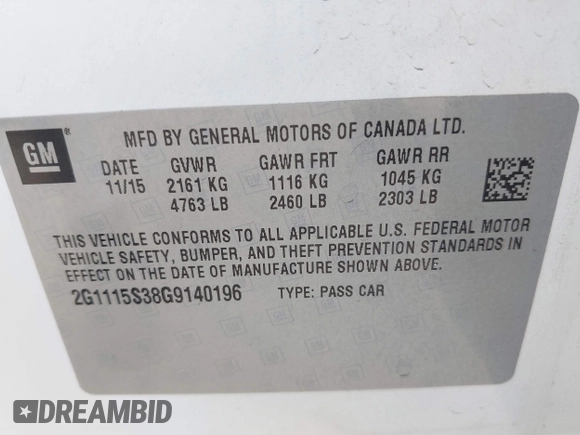 GM®
MFD BY GENERAL MOTORS OF CANADA LTD.
DATE GVWR GAWR FRT GAWR RR
11/15 2161 KG 1116 KG 1045 KG
4763 LB 2460 LB 2303 LB
THIS VEHICLE CONFORMS TO ALL APPLICABLE U.S. FEDERAL MOTOR
VEHICLE SAFETY, BUMPER, AND THEFT PREVENTION STANDARDS IN
EFFECT ON THE DATE OF MANUFACTURE SHOWN ABOVE.
2G1115S38G9140196 TYPE: PASS CAR
DREAMBID